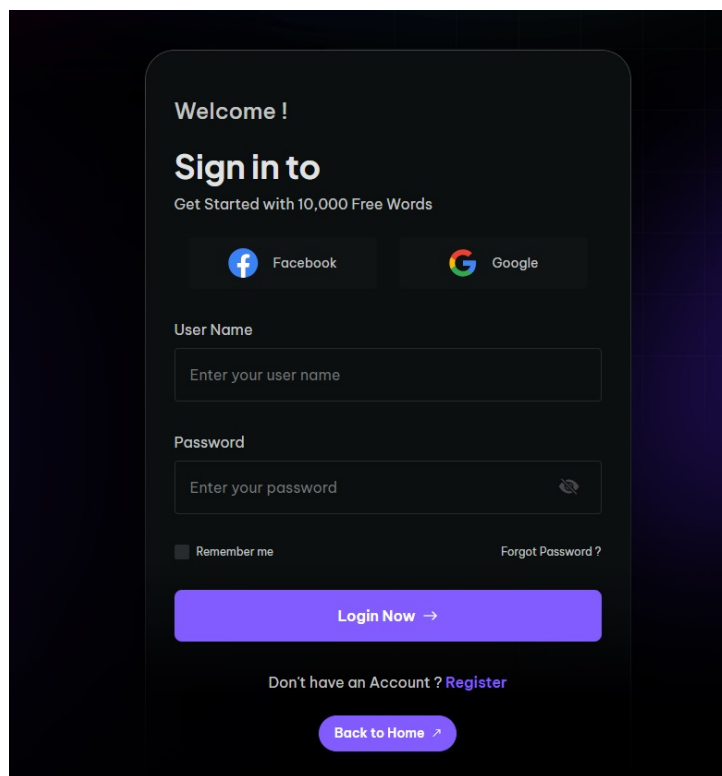 Welcome !
Sign in to
Get Started with 10,000 Free Words
Facebook
Google
User Name
Enter your user name
Password
Enter your password
Remember me
Forgot Password ?
Login Now →
Don't have an Account ? Register
Back to Home ↗